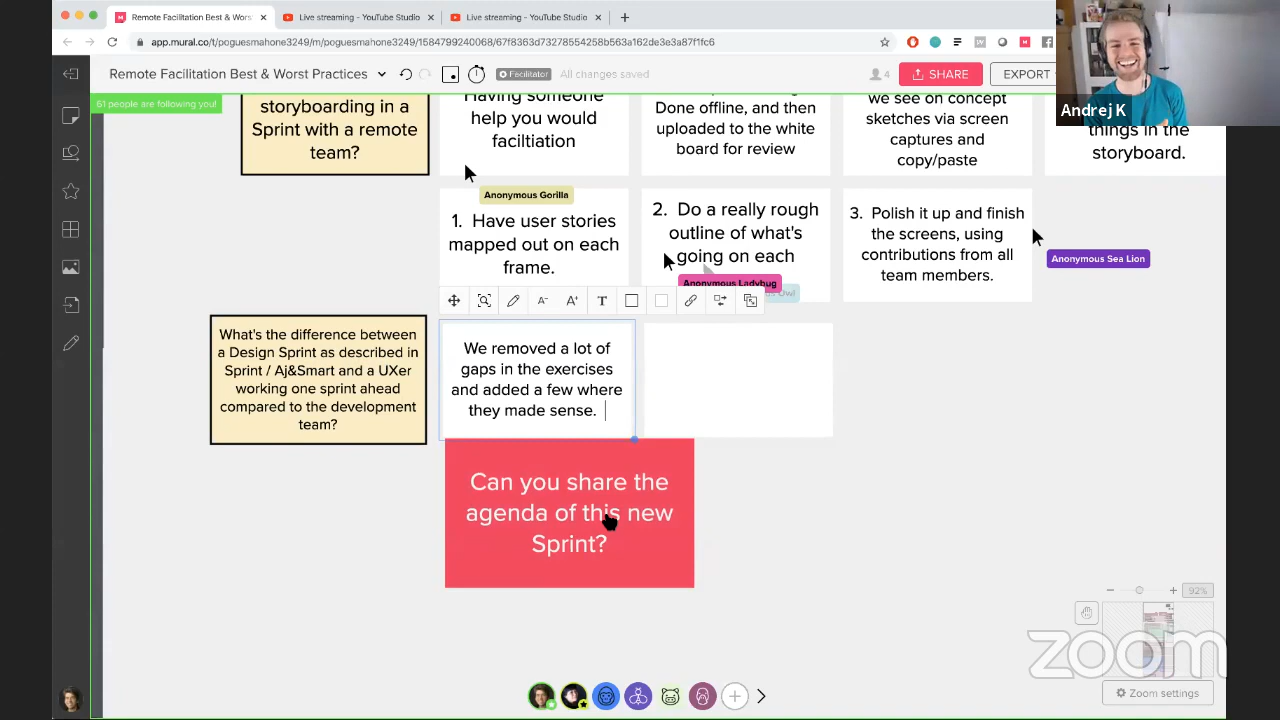 Remote Facilitation Best & Wors
Live streaming - YouTube Studio
Live streaming - YouTube Studio
app.mural.co/t/poguesmahone3249/m/poguesmahone3249/1584799240068/67f8363d73278554258b563a162de3e3a87f1fc6
Remote Facilitation Best & Worst Practices
Facilitator
All changes saved
4
SHARE
EXPORT
Andrej K
61 people are following you!
storyboarding in a
Sprint with a remote
team?
Having someone
help you would
faciltiation
Done offline, and then
uploaded to the white
board for review
we see on concept
sketches via screen
captures and
copy/paste
things in the
storyboard.
Anonymous Gorilla
1. Have user stories
mapped out on each
frame.
2. Do a really rough
outline of what's
going on each
Anonymous Ladybug
Owl
3. Polish it up and finish
the screens, using
contributions from all
team members.
Anonymous Sea Lion
What's the difference between
a Design Sprint as described in
Sprint / Aj&Smart and a UXer
working one sprint ahead
compared to the development
team?
We removed a lot of
gaps in the exercises
and added a few where
they made sense.
Can you share the
agenda of this new
Sprint?
92%
zoom
Zoom settings